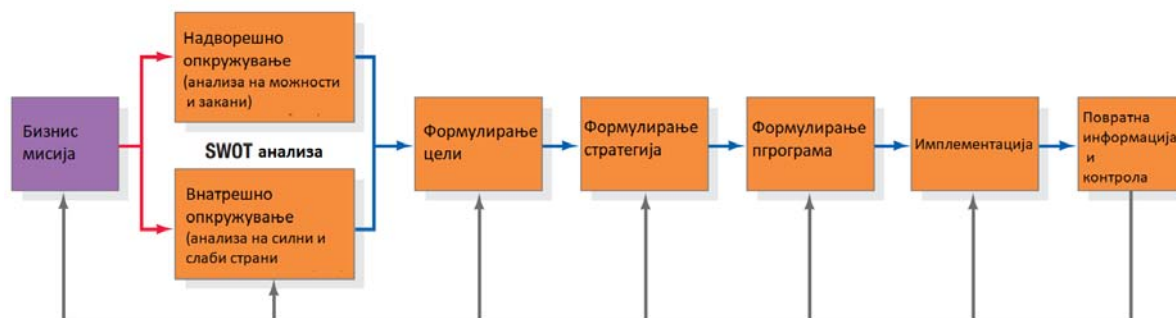 Бизнис
мисија
Надворешно
опкружување
(анализа на можности
и закани)
SWOT анализа
Внатрешно
опкружување
(анализа на силни и
слаби страни
Формулирање
цели
Формулирање
стратегија
Формулирање
пгрограма
Имплементација
Повратна
информација
и
контрола